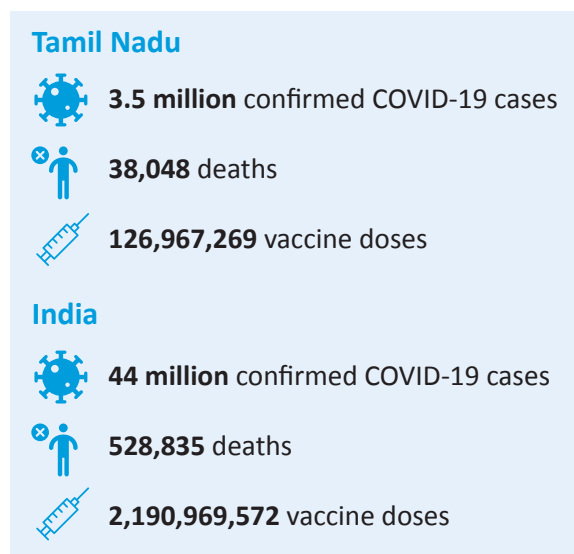 Tamil Nadu
3.5 million confirmed COVID-19 cases
38,048 deaths
126,967,269 vaccine doses
India
44 million confirmed COVID-19 cases
528,835 deaths
2,190,969,572 vaccine doses